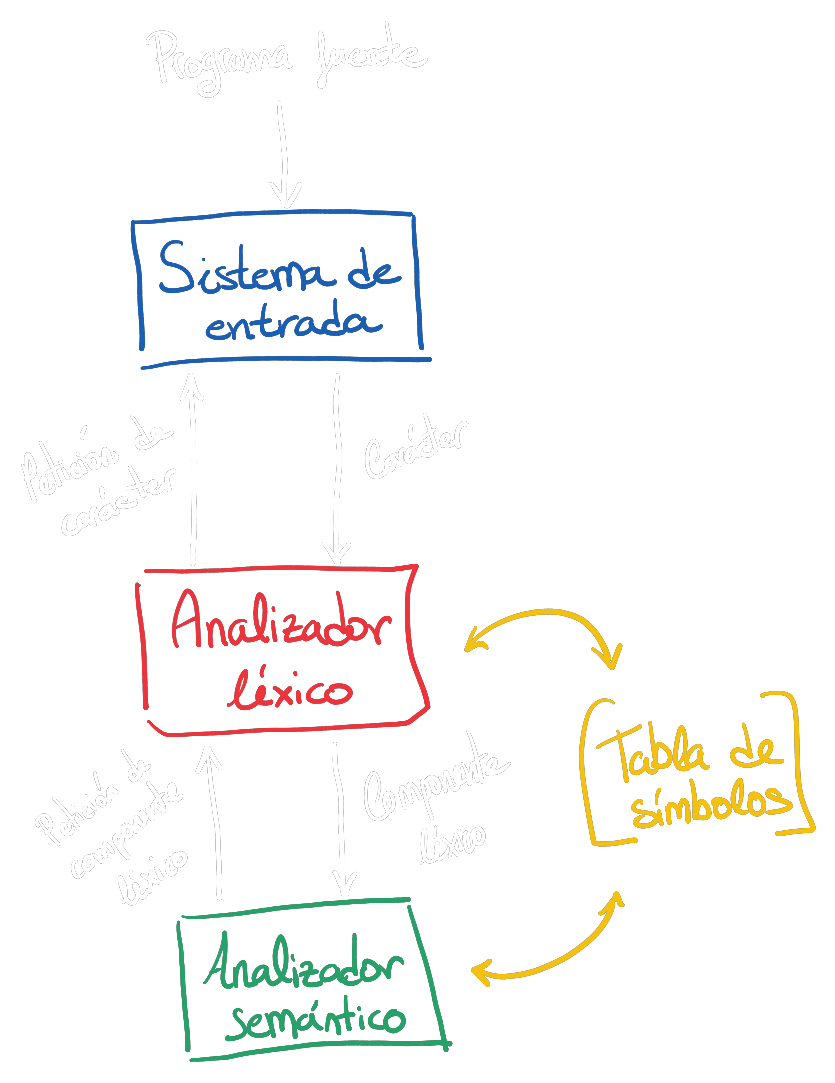 Programa fuente
Sistema de
entrada
Petición de
carácter
Carácter
Analizador
léxico
Tabla de
símbolos
Petición de
componente
léxico
Componente
léxico
Analizador
semántico